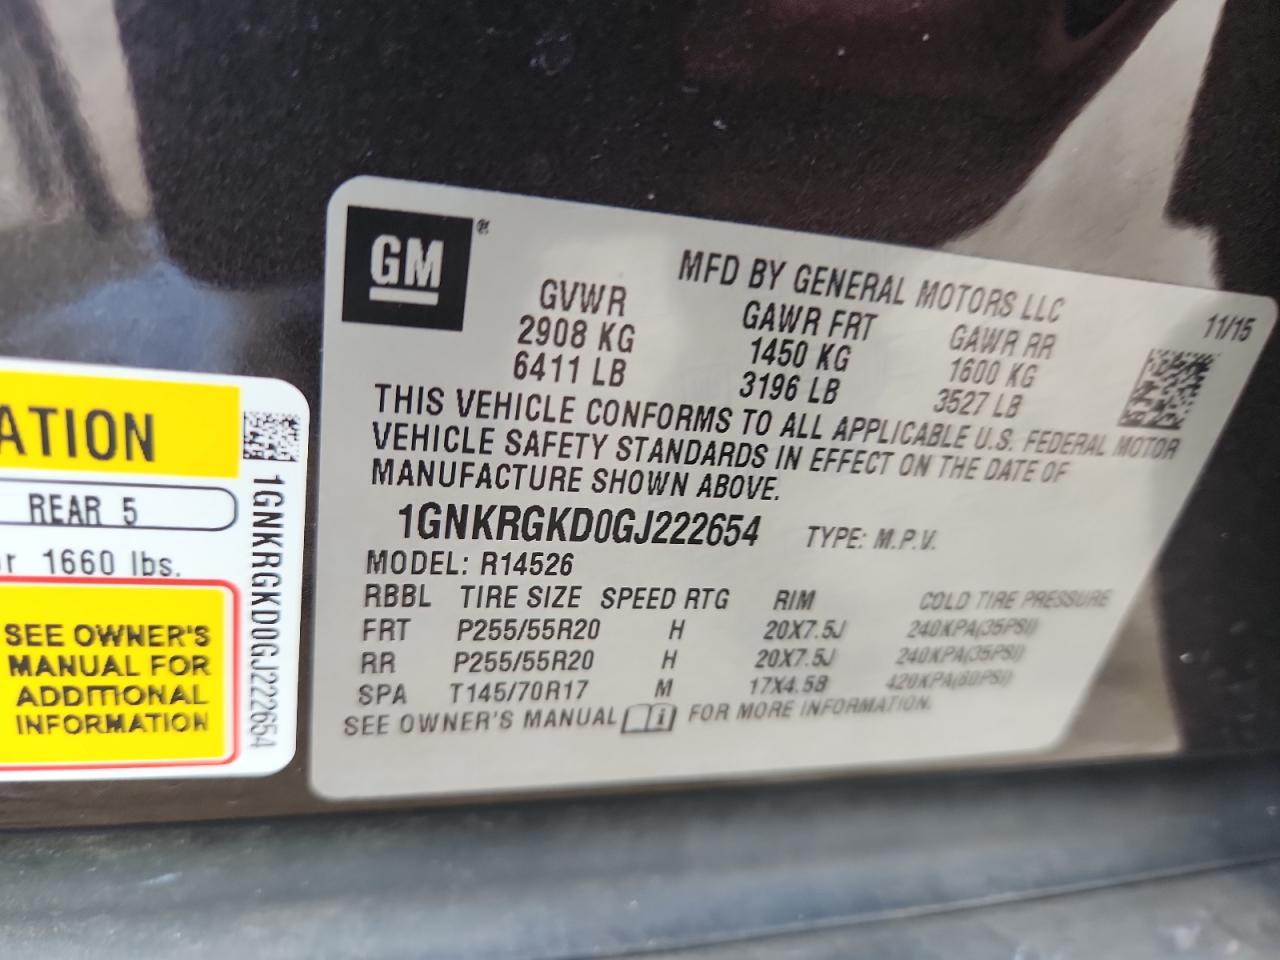 ATION
REAR 5
r 1660 lbs.
SEE OWNER'S
MANUAL FOR
ADDITIONAL
INFORMATION
1GNKRGKD0GJ222654
GM®
MFD BY GENERAL MOTORS LLC
11/15
GVWR GAWR FRT GAWR RR
2908 KG 1450 KG 1600 KG
6411 LB 3196 LB 3527 LB
THIS VEHICLE CONFORMS TO ALL APPLICABLE U.S. FEDERAL MOTOR
VEHICLE SAFETY STANDARDS IN EFFECT ON THE DATE OF
MANUFACTURE SHOWN ABOVE.
1GNKRGKD0GJ222654 TYPE: M.P.V.
MODEL: R14526
RBBL TIRE SIZE SPEED RTG RIM COLD TIRE PRESSURE
FRT P255/55R20 H 20X7.5J 240KPA(35PSI)
RR P255/55R20 H 20X7.5J 240KPA(35PSI)
SPA T145/70R17 M 17X4.5B 420KPA(60PSI)
SEE OWNER'S MANUAL i FOR MORE INFORMATION.